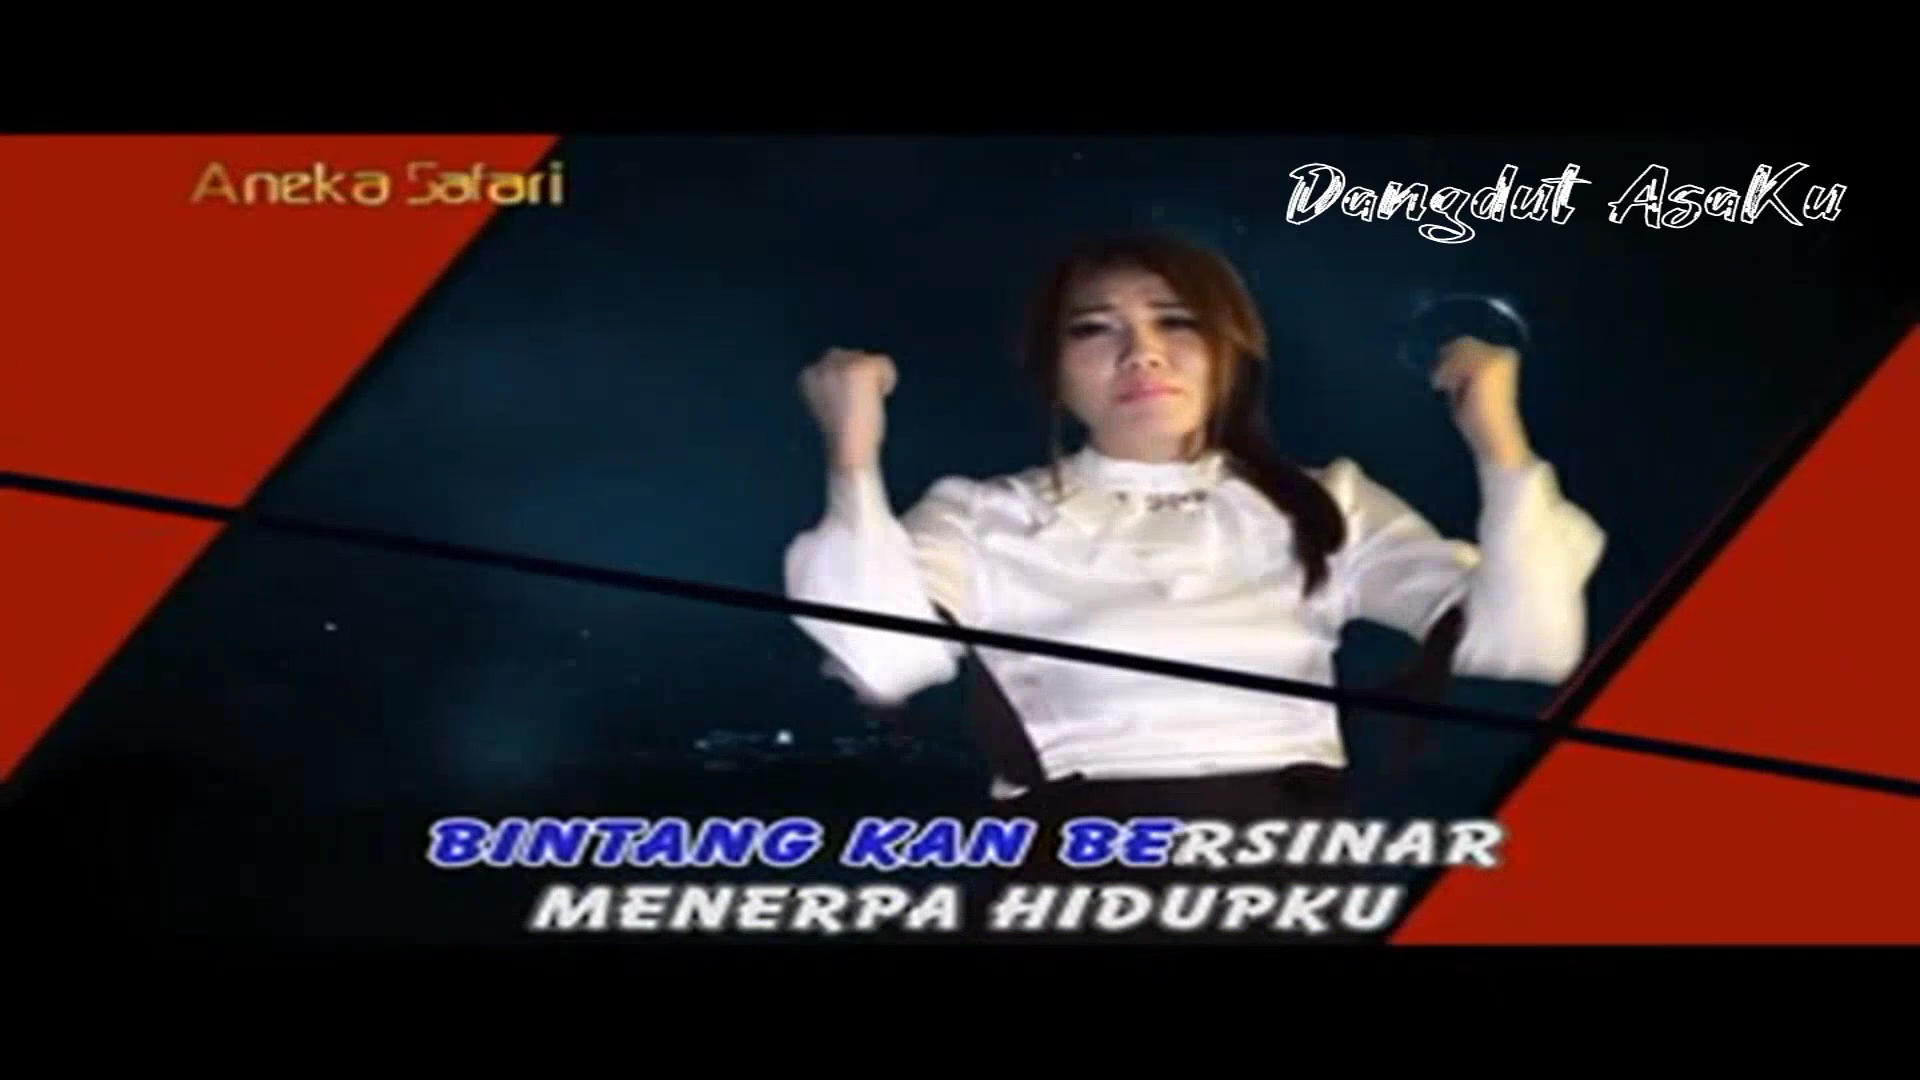 Aneka Safari
Dangdut AsaKu
BINTANG KAN BERSINAR
MENERPA HIDUPKU